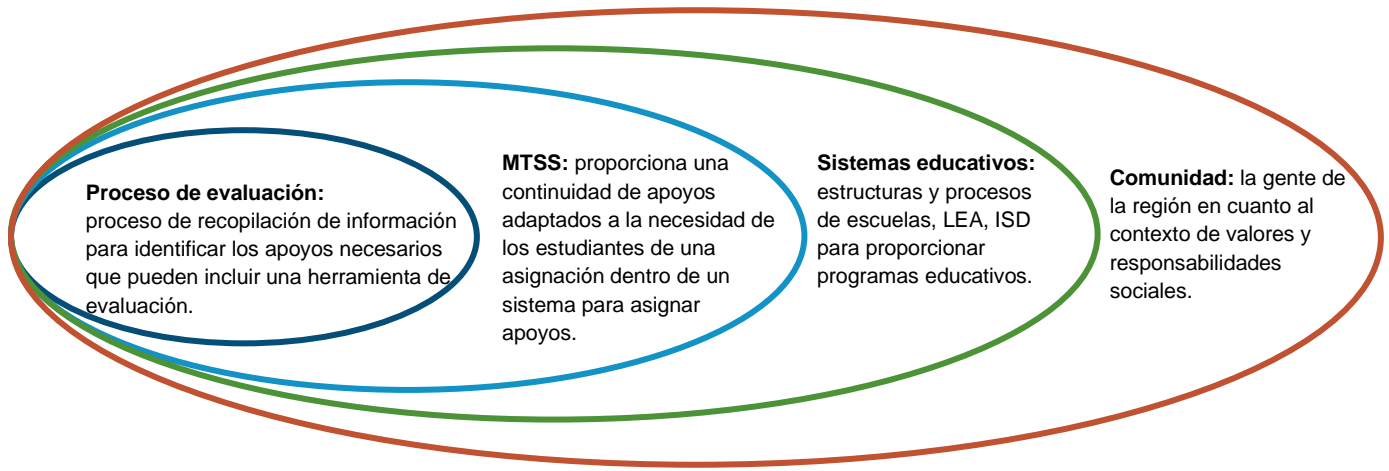 Proceso de evaluación:
proceso de recopilación de información
para identificar los apoyos necesarios
que pueden incluir una herramienta de
evaluación.
MTSS: proporciona una
continuidad de apoyos
adaptados a la necesidad de
los estudiantes de una
asignación dentro de un
sistema para asignar
apoyos.
Sistemas educativos:
estructuras y procesos
de escuelas, LEA, ISD
para proporcionar
programas educativos.
Comunidad: la gente de
la región en cuanto al
contexto de valores y
responsabilidades
sociales.